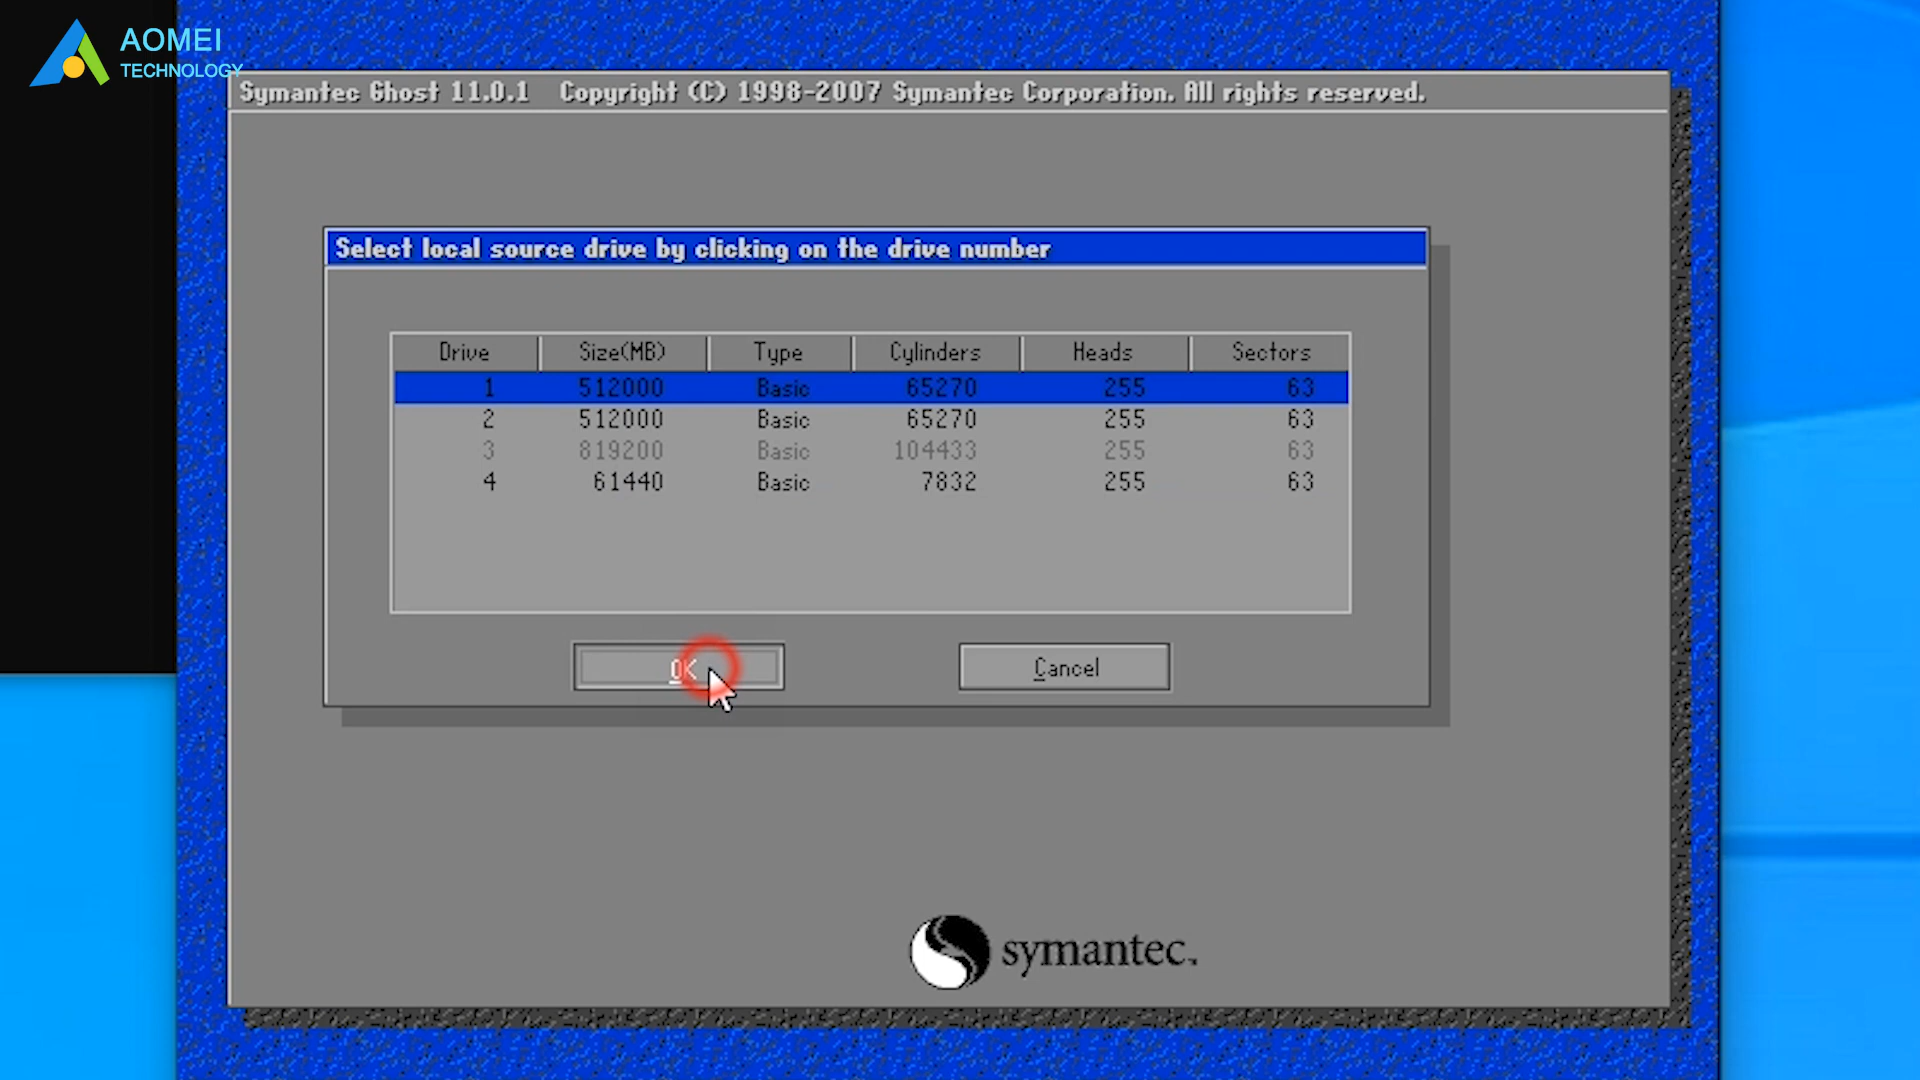 AOMEI
TECHNOLOGY
Symantec Ghost 11.0.1 Copyright (C) 1998-2007 Symantec Corporation. All rights reserved.
Select local source drive by clicking on the drive number
Drive Size(MB) Type Cylinders Heads Sectors
1 512000 Basic 65270 255 63
2 512000 Basic 65270 255 63
3 819200 Basic 104433 255 63
4 61440 Basic 7832 255 63
OK Cancel
symantec.